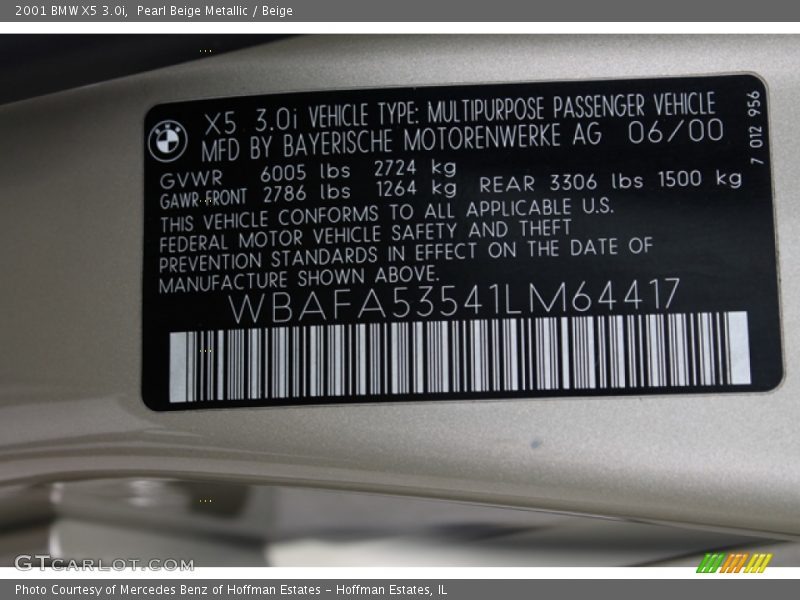 2001 BMW X5 3.0i, Pearl Beige Metallic / Beige
X5 3.0i VEHICLE TYPE: MULTIPURPOSE PASSENGER VEHICLE
MFD BY BAYERISCHE MOTORENWERKE AG 06/00
7 012 956
GVWR 6005 lbs 2724 kg
GAWR FRONT 2786 lbs 1264 kg REAR 3306 lbs 1500 kg
THIS VEHICLE CONFORMS TO ALL APPLICABLE U.S.
FEDERAL MOTOR VEHICLE SAFETY AND THEFT
PREVENTION STANDARDS IN EFFECT ON THE DATE OF
MANUFACTURE SHOWN ABOVE.
WBAFA53541LM64417
GTCARLOT.COM
Photo Courtesy of Mercedes Benz of Hoffman Estates - Hoffman Estates, IL